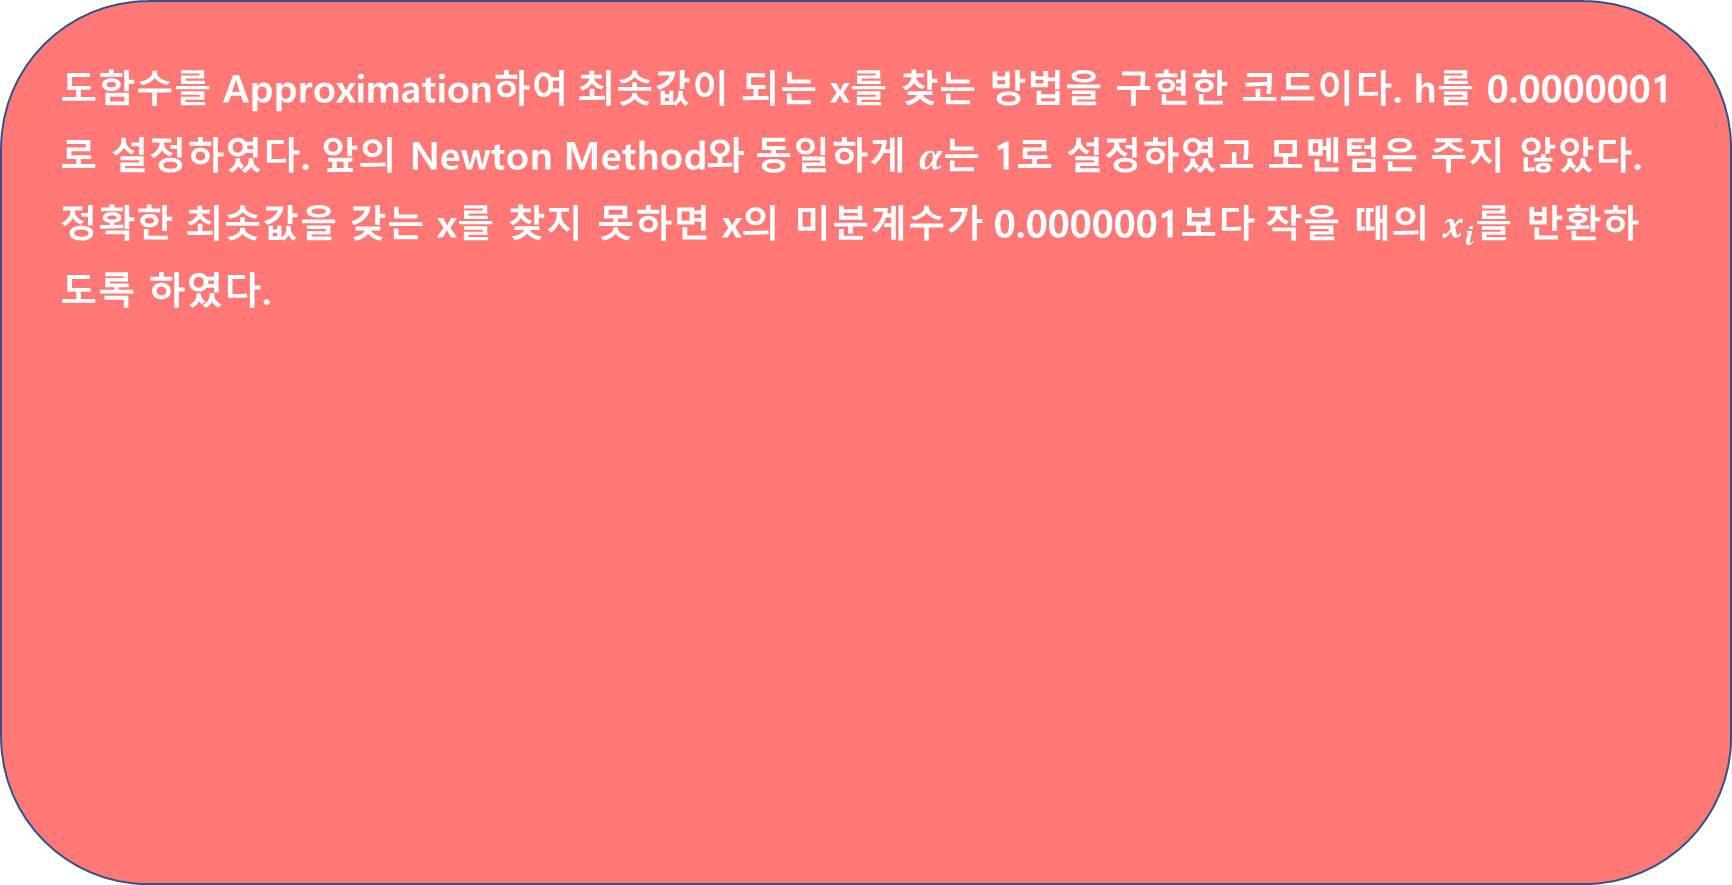 도함수를 Approximation하여 최솟값이 되는 x를 찾는 방법을 구현한 코드이다. h를 0.0000001
로 설정하였다. 앞의 Newton Method와 동일하게 𝜶는 1로 설정하였고 모멘텀은 주지 않았다.
정확한 최솟값을 갖는 x를 찾지 못하면 x의 미분계수가 0.0000001보다 작을 때의 𝒙ᵢ를 반환하
도록 하였다.